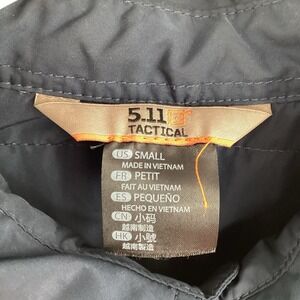 5.11
TACTICAL
US SMALL
MADE IN VIETNAM
FR PETIT
FAIT AU VIETNAM
ES PEQUEÑO
HECHO EN VIETNAM
CN 小码
越南制造
HK 小號
越南製造